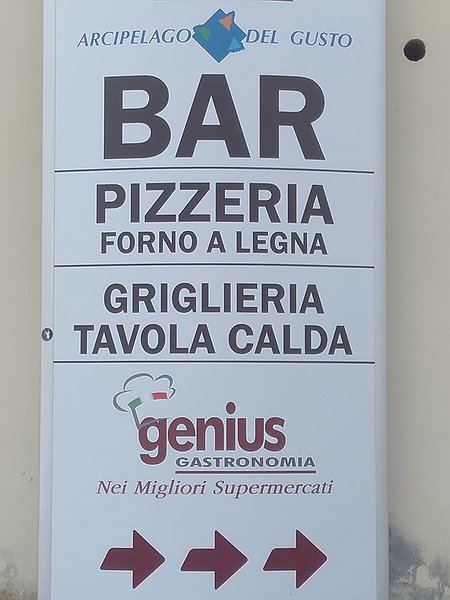 ARCIPELAGO DEL GUSTO
BAR
PIZZERIA
FORNO A LEGNA
GRIGLIERIA
TAVOLA CALDA
genius
GASTRONOMIA
Nei Migliori Supermercati